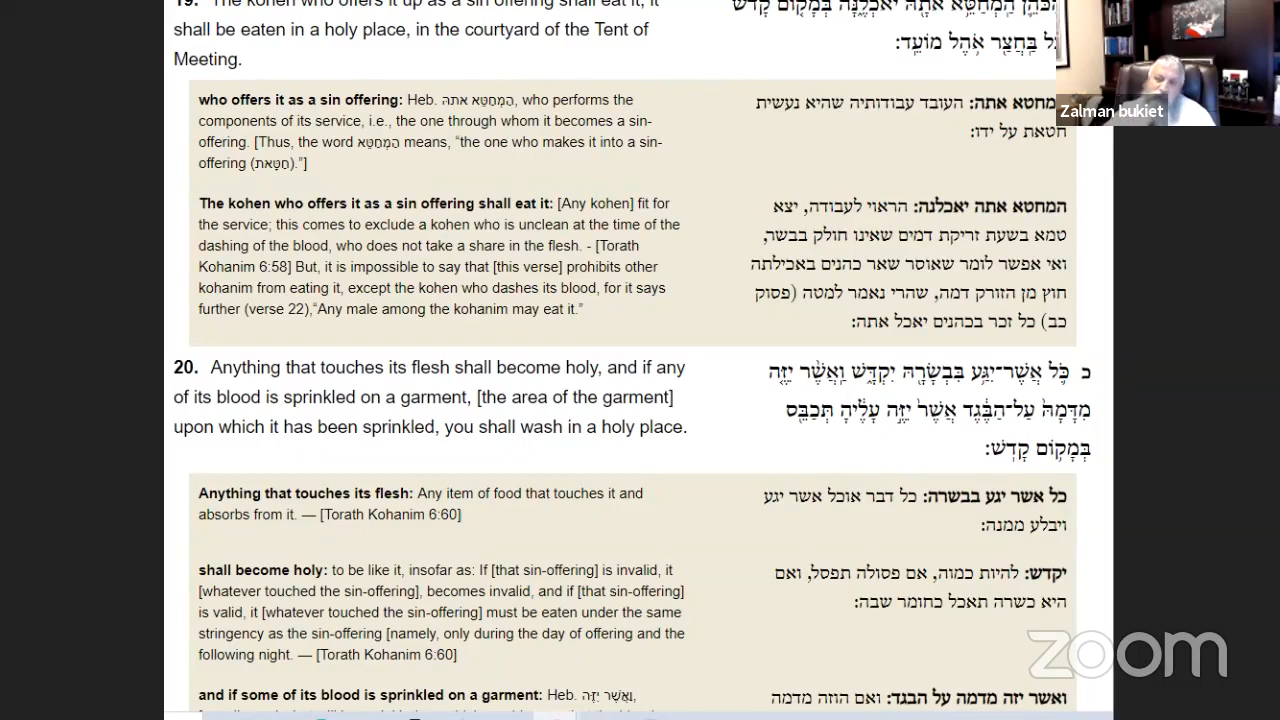 19. The kohen who offers it up as a sin offering shall eat it; it
shall be eaten in a holy place, in the courtyard of the Tent of
Meeting.
הַכֹּהֵ֛ן הַֽמְחַטֵּ֥א אֹתָ֖הּ יֹֽאכְלֶ֑נָּה בְּמָק֤וֹם קָדשׁ֙
בַּֽחֲצַ֖ר אֹ֥הֶל מוֹעֵֽד:
Zalman bukiet
who offers it as a sin offering: Heb. הַמְחַטֵּא אֹתהּ, who performs the
components of its service, i.e., the one through whom it becomes a sin-
offering. [Thus, the word הַמְחַטֵּא means, “the one who makes it into a sin-
offering (חַטָּאת).”]
המחטא אתה: העובד עבודותיה שהיא נעשית
חטאת על ידו:
The kohen who offers it as a sin offering shall eat it: [Any kohen] fit for
the service; this comes to exclude a kohen who is unclean at the time of the
dashing of the blood, who does not take a share in the flesh. - [Torath
Kohanim 6:58] But, it is impossible to say that [this verse] prohibits other
kohanim from eating it, except the kohen who dashes its blood, for it says
further (verse 22),“Any male among the kohanim may eat it.”
המחטא אתה יאכלנה: הראוי לעבודה, יצא
טמא בשעת זריקת דמים שאינו חולק בבשר,
ואי אפשר לומר שאוסר שאר כהנים באכילתה
חוץ מן הזורק דמה, שהרי נאמר למטה (פסוק
כב) כל זכר בכהנים יאכל אתה:
20. Anything that touches its flesh shall become holy, and if any
of its blood is sprinkled on a garment, [the area of the garment]
upon which it has been sprinkled, you shall wash in a holy place.
כ כֹּ֛ל אֲשֶׁר־יִגַּ֥ע בִּבְשָׂרָ֖הּ יִקְדָּ֑שׁ וַֽאֲשֶׁ֨ר יִזֶּ֤ה
מִדָּמָהּ֙ עַל־הַבֶּ֔גֶד אֲשֶׁר֙ יִזֶּ֣ה עָלֶ֔יהָ תְּכַבֵּ֖ס
בְּמָק֥וֹם קָדֽשׁ:
Anything that touches its flesh: Any item of food that touches it and
absorbs from it. — [Torath Kohanim 6:60]
כל אשר יגע בבשרה: כל דבר אוכל אשר יגע
ויבלע ממנה:
shall become holy: to be like it, insofar as: If [that sin-offering] is invalid, it
[whatever touched the sin-offering], becomes invalid, and if [that sin-offering]
is valid, it [whatever touched the sin-offering] must be eaten under the same
stringency as the sin-offering [namely, only during the day of offering and the
following night. — [Torath Kohanim 6:60]
יקדש: להיות כמוה, אם פסולה תפסל, ואם
היא כשרה תאכל כחומר שבה:
zoom
and if some of its blood is sprinkled on a garment: Heb. וַאֲשֶׁר יִזֶּה,
ואשר יזה מדמה על הבגד: ואם הוזה מדמה